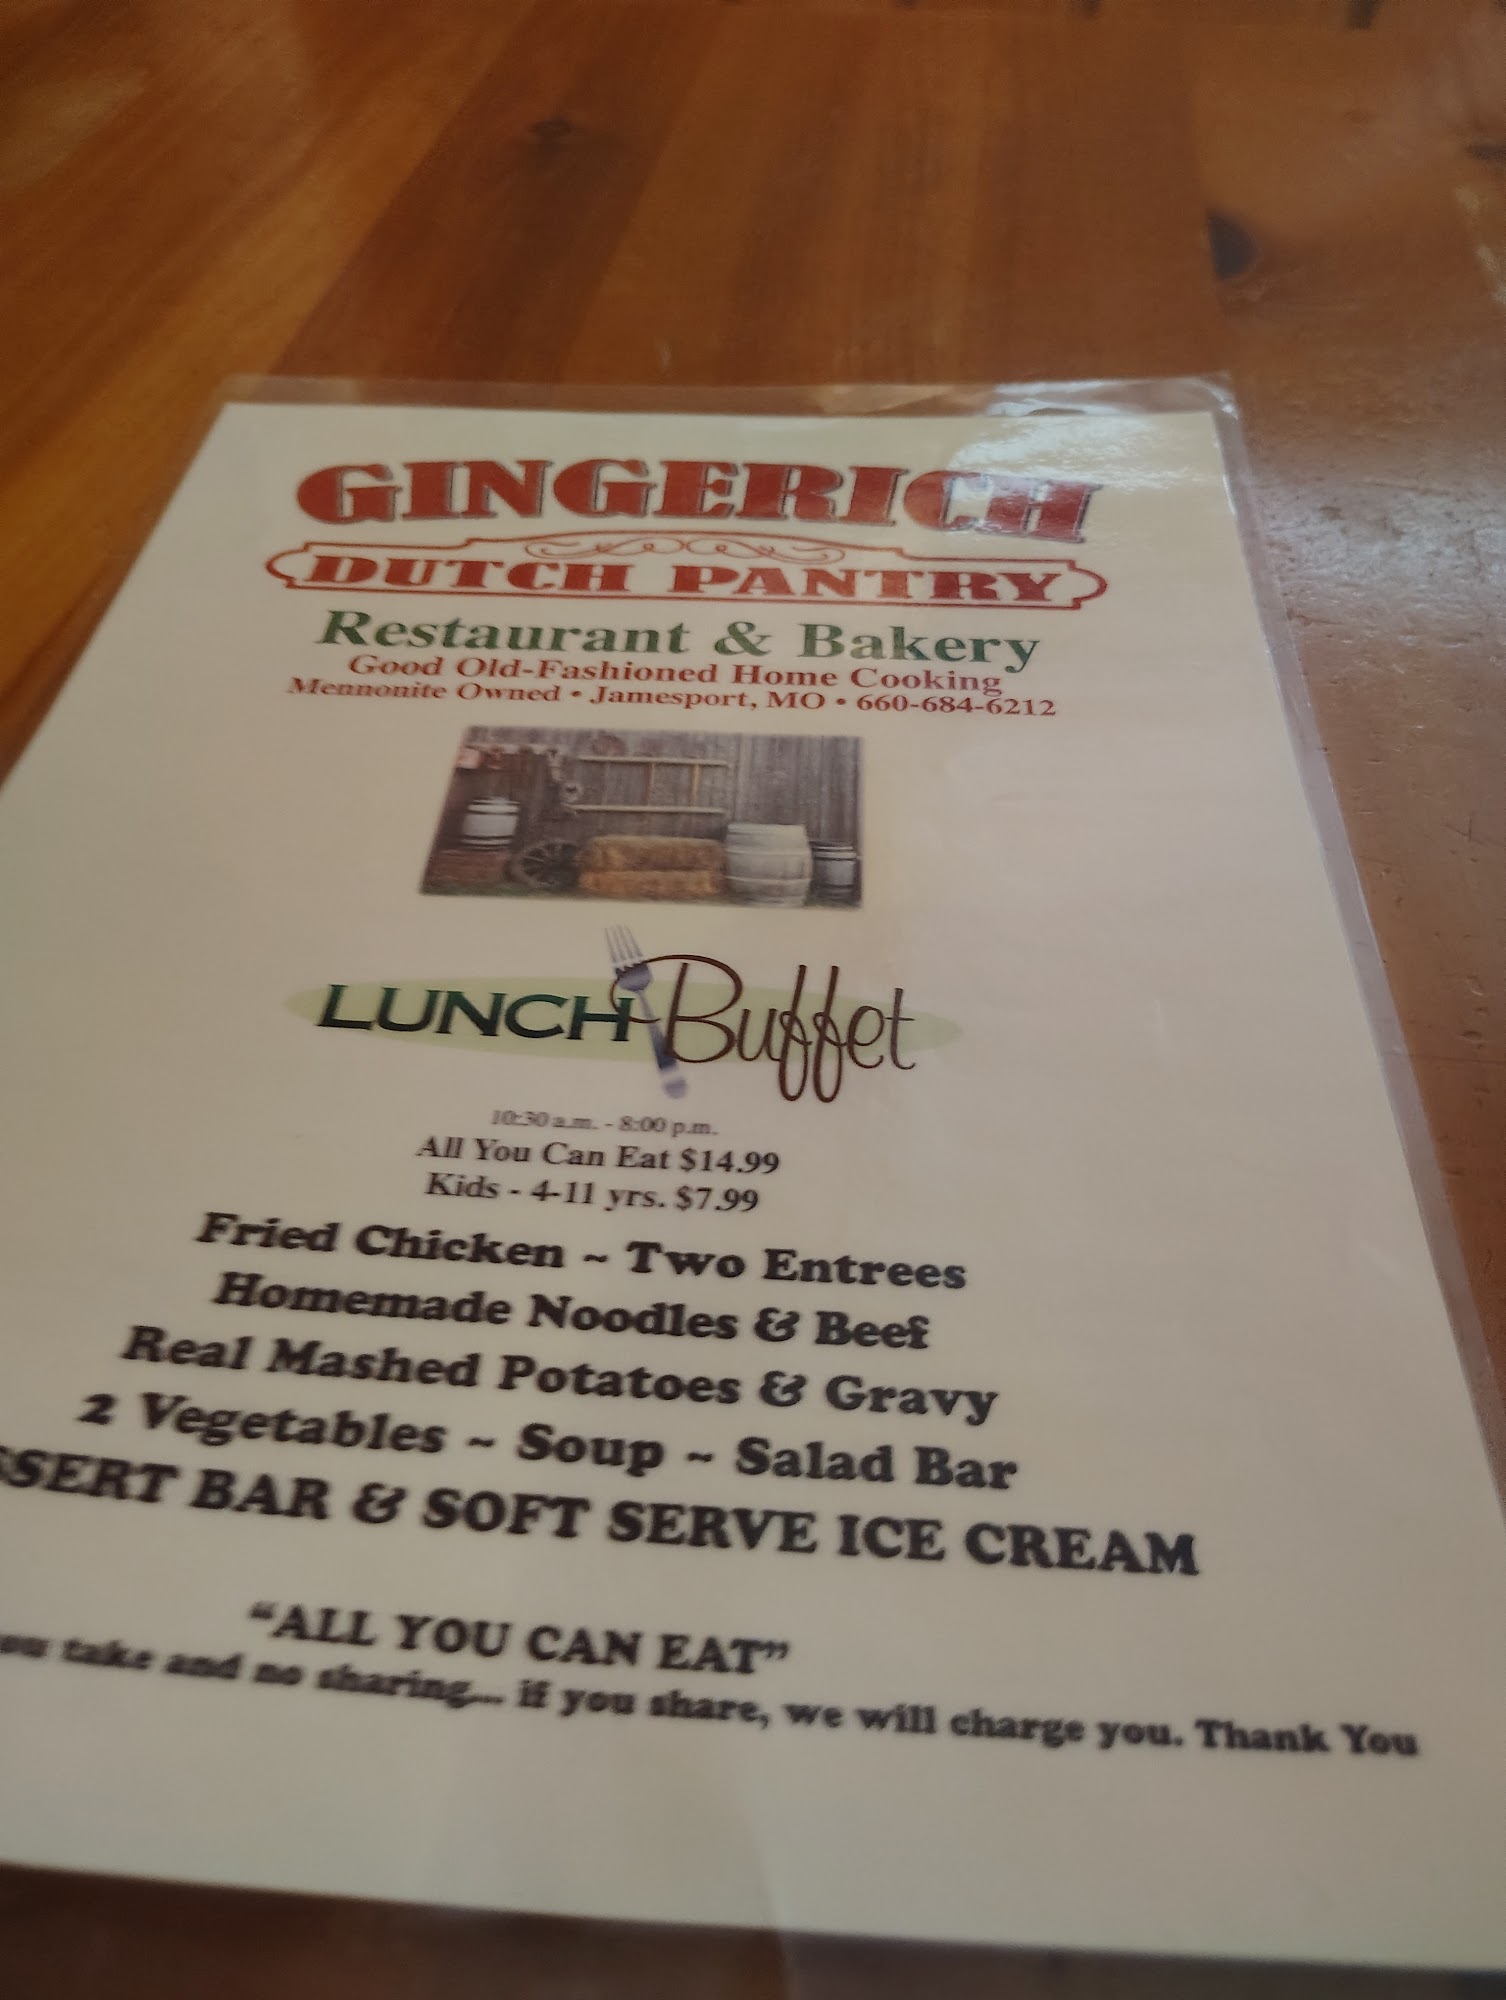 GINGERICH
DUTCH PANTRY
Restaurant & Bakery
Good Old-Fashioned Home Cooking
Mennonite Owned • Jamesport, MO • 660-684-6212
LUNCH Buffet
10:30 a.m. - 8:00 p.m.
All You Can Eat $14.99
Kids - 4-11 yrs. $7.99
Fried Chicken ~ Two Entrees
Homemade Noodles & Beef
Real Mashed Potatoes & Gravy
2 Vegetables ~ Soup ~ Salad Bar
SSERT BAR & SOFT SERVE ICE CREAM
“ALL YOU CAN EAT”
take and no sharing... if you share, we will charge you. Thank You